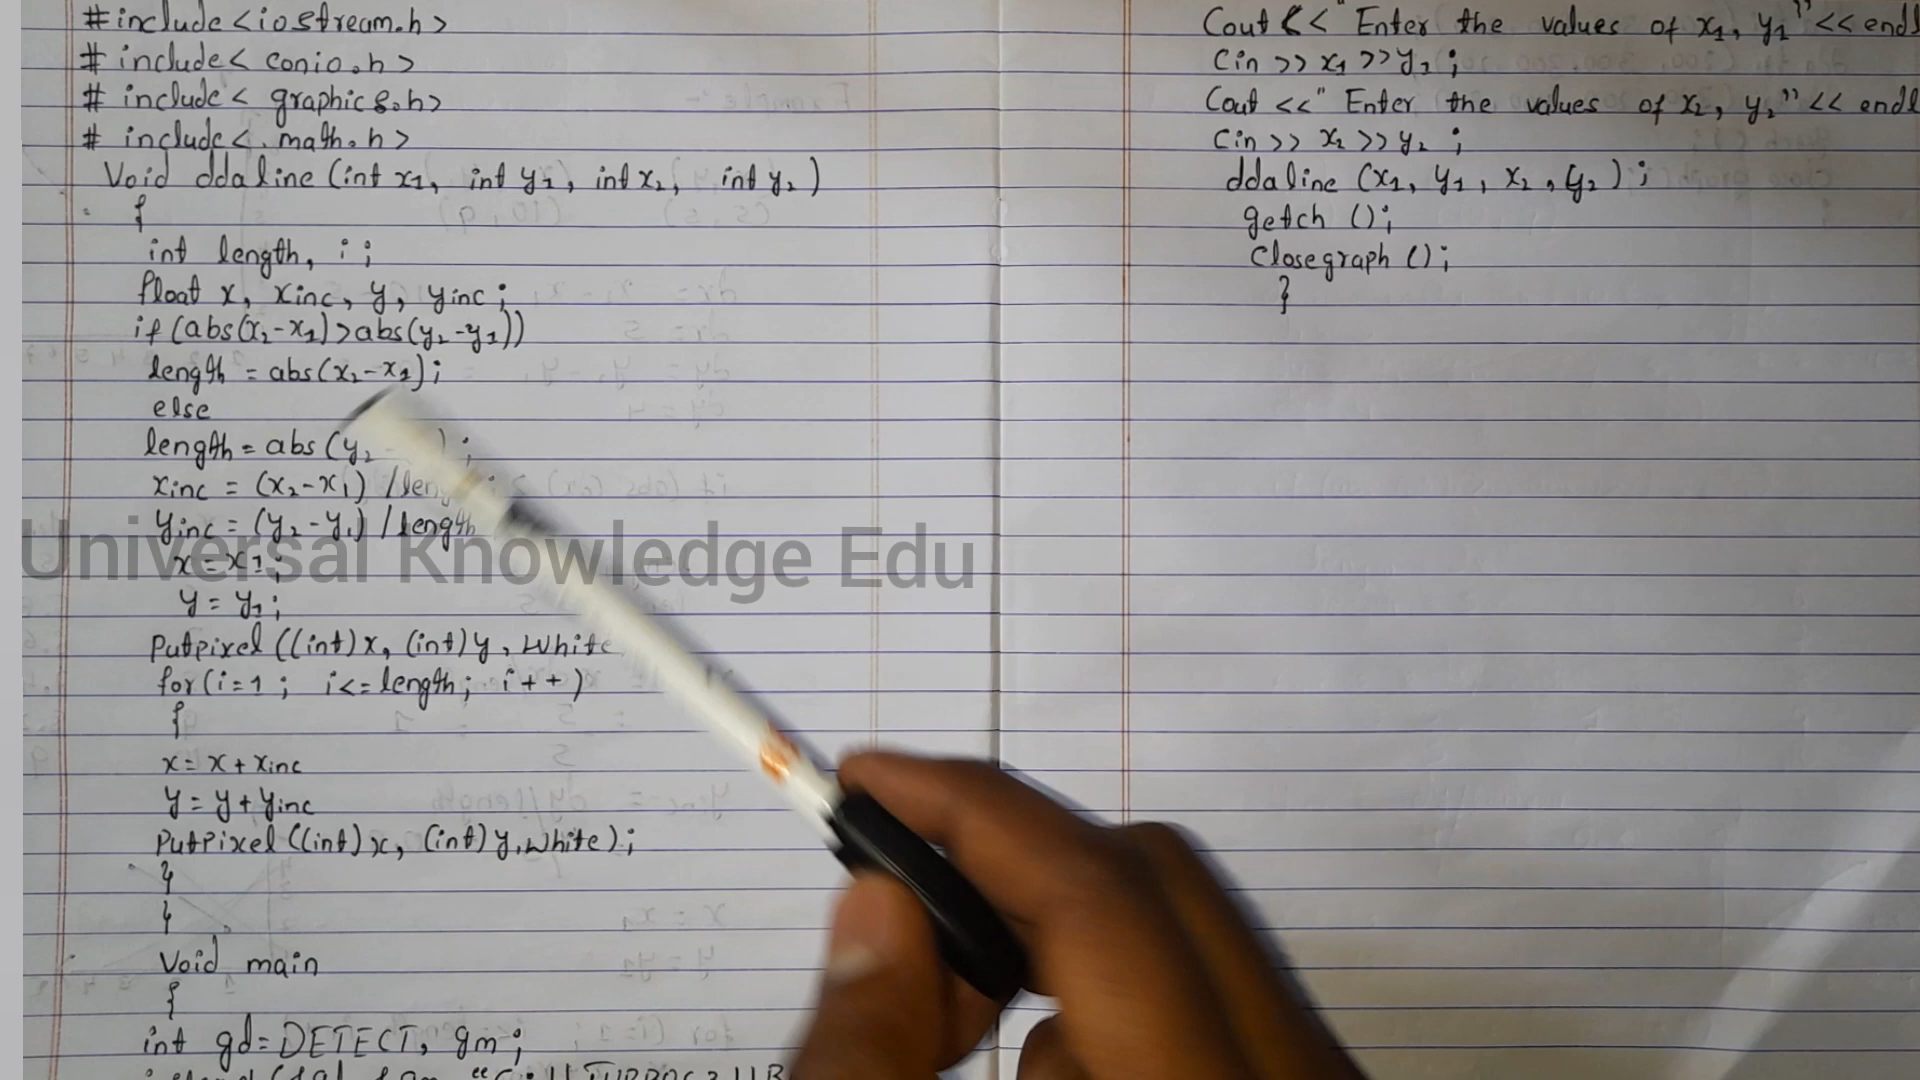 #include<iostream.h>
# include< conio.h>
# include< graphics.h>
# include< math.h>
Void ddaline (int x1, int y1, int x2, int y2)
{
int length, i;
float x, xinc, y, yinc;
if (abs(x2-x1)>abs(y2-y1))
length = abs(x2-x1);
else
length = abs (y2 );
xinc = (x2-x1) /
yinc = (y2-y1) /length
x=x1;
y=y1;
Putpixel ((int)x, (int)y, White
for(i=1; i<=length; i++)
{
x= x+xinc
y= y+yinc
PutPixel ((int)x, (int)y, White);
}
}
Void main
{
int gd=DETECT, gm;
Cout << "Enter the values of x1, y1" << endl
Cin >> x1 >>y1;
Cout <<" Enter the values of x2, y2" << endl
Cin>> x2>>y2;
ddaline (x1, y1, x2, y2);
getch ();
Closegraph ();
}
Universal Knowledge Edu